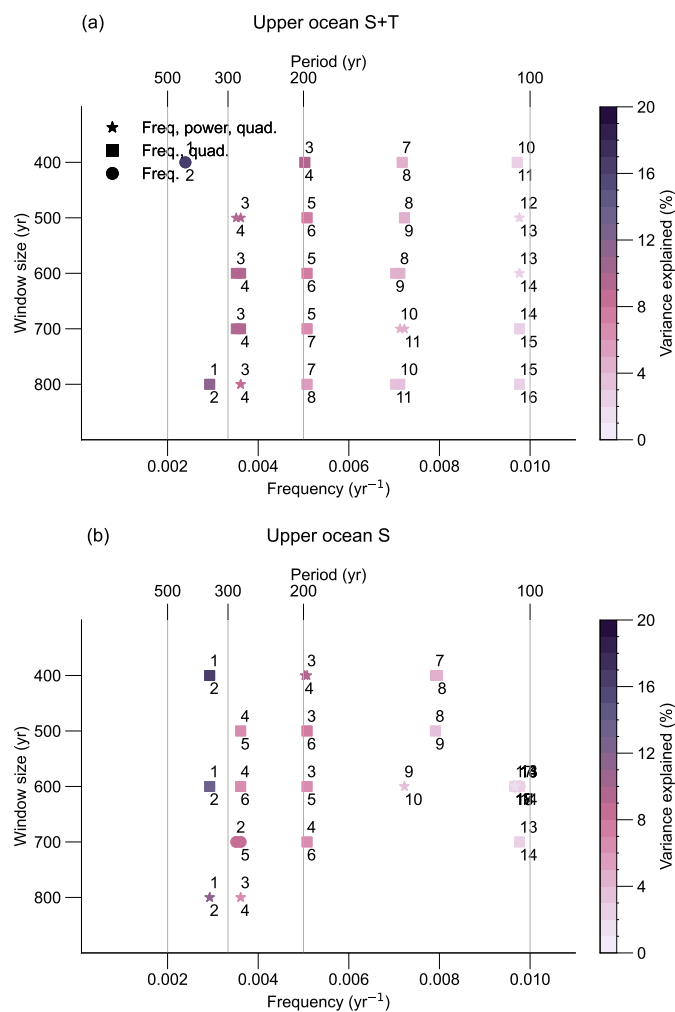 (a) Upper ocean S+T
Period (yr)
500 300 200 100
Freq, power, quad.
Freq., quad.
Freq.
1 3 7 10
400
2 4 8 11
3 5 8 12
500
4 6 9 13
3 5 8 13
600
4 6 9 14
3 5 10 14
700
4 7 11 15
1 3 7 10 15
800
2 4 8 11 16
Window size (yr)
0.002 0.004 0.006 0.008 0.010
Frequency (yr⁻¹)
20
16
12
8
4
0
Variance explained (%)
(b) Upper ocean S
Period (yr)
500 300 200 100
1 3 7
400
2 4 8
4 3 8
500
5 6 9
1 4 3 9
600
2 6 5 10
2 4 13
700
5 6 14
1 3
800
2 4
Window size (yr)
0.002 0.004 0.006 0.008 0.010
Frequency (yr⁻¹)
20
16
12
8
4
0
Variance explained (%)